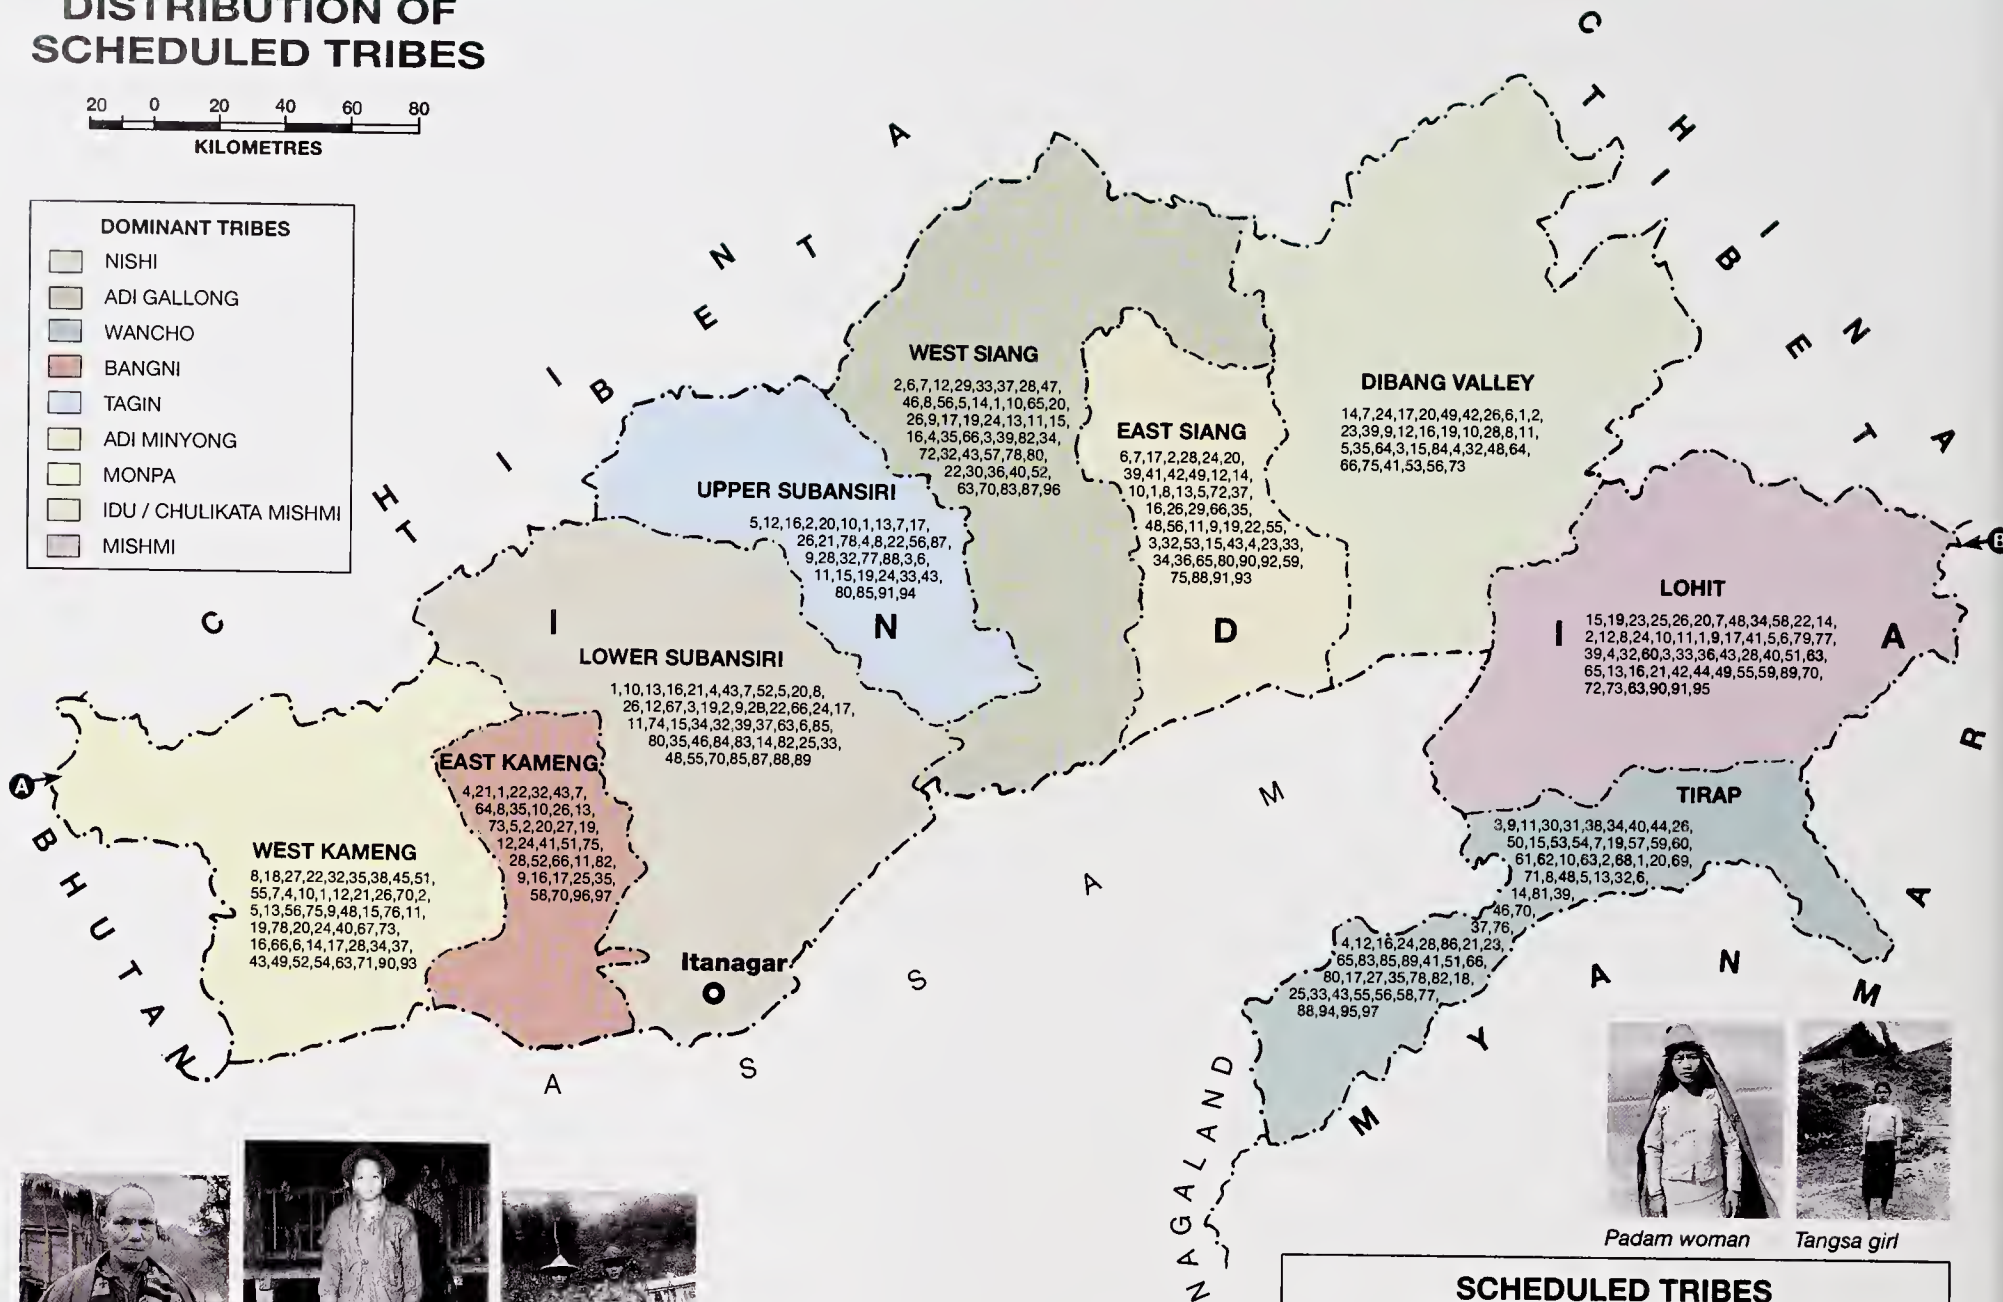 DISTRIBUTION OF
SCHEDULED TRIBES
20 0 20 40 60 80
KILOMETRES
DOMINANT TRIBES
NISHI
ADI GALLONG
WANCHO
BANGNI
TAGIN
ADI MINYONG
MONPA
IDU / CHULIKATA MISHMI
MISHMI
CHINA
TIBET
CHINA
TIBET
INDIA
WEST SIANG
2,6,7,12,29,33,37,28,47,
46,8,56,5,14,1,10,65,20,
26,9,17,19,24,13,11,15,
16,4,35,66,3,39,82,34,
72,32,43,57,78,80,
22,30,36,40,52,
63,70,83,87,96
DIBANG VALLEY
14,7,24,17,20,49,42,26,6,1,2,
23,39,9,12,16,19,10,28,8,11,
5,35,64,3,15,84,4,32,48,64,
66,75,41,53,56,73
EAST SIANG
6,7,17,2,28,24,20,
39,41,42,49,12,14,
10,1,8,13,5,72,37,
16,26,29,66,35,
48,56,11,9,19,22,55,
3,32,53,15,43,4,23,33,
34,36,65,80,90,92,59,
75,88,91,93
UPPER SUBANSIRI
5,12,16,2,20,10,1,13,7,17,
26,21,78,4,8,22,56,87,
9,28,32,77,88,3,6,
11,15,19,24,33,43,
80,85,91,94
B
LOHIT
15,19,23,25,26,20,7,48,34,58,22,14,
2,12,8,24,10,11,1,9,17,41,5,6,79,77,
39,4,32,60,3,33,36,43,28,40,51,63,
65,13,16,21,42,44,49,55,59,89,70,
72,73,63,90,91,95
LOWER SUBANSIRI
1,10,13,16,21,4,43,7,52,5,20,8,
26,12,67,3,19,2,9,2B,22,66,24,17,
11,74,15,34,32,39,37,63,6,85
80,35,46,84,83,14,82,25,33,
48,55,70,85,87,88,89
EAST KAMENG
4,21,1,22,32,43,7,
64,8,35,10,26,13,
73,5,2,20,27,19,
12,24,41,51,75,
28,52,66,11,82,
9,16,17,25,35,
58,70,96,97
A
WEST KAMENG
8,18,27,22,32,35,38,45,51,
55,7,4,10,1,12,21,26,70,2,
5,13,56,75,9,48,15,76,11,
19,78,20,24,40,67,73,
16,66,6,14,17,28,34,37,
43,49,52,54,63,71,90,93
TIRAP
3,9,11,30,31,38,34,40,44,26,
50,15,53,54,7,19,57,59,60,
61,62,10,63,2,68,1,20,69,
71,8,48,5,13,32,6,
14,81,39,
46,70,
37,76,
4,12,16,24,28,86,21,23,
65,83,85,89,41,51,66,
80,17,27,35,78,82,18,
25,33,43,55,56,58,77,
88,94,95,97
Itanagar
BHUTAN
ASSAM
MYANMAR
NAGALAND
Padam woman
Tangsa girl
SCHEDULED TRIBES